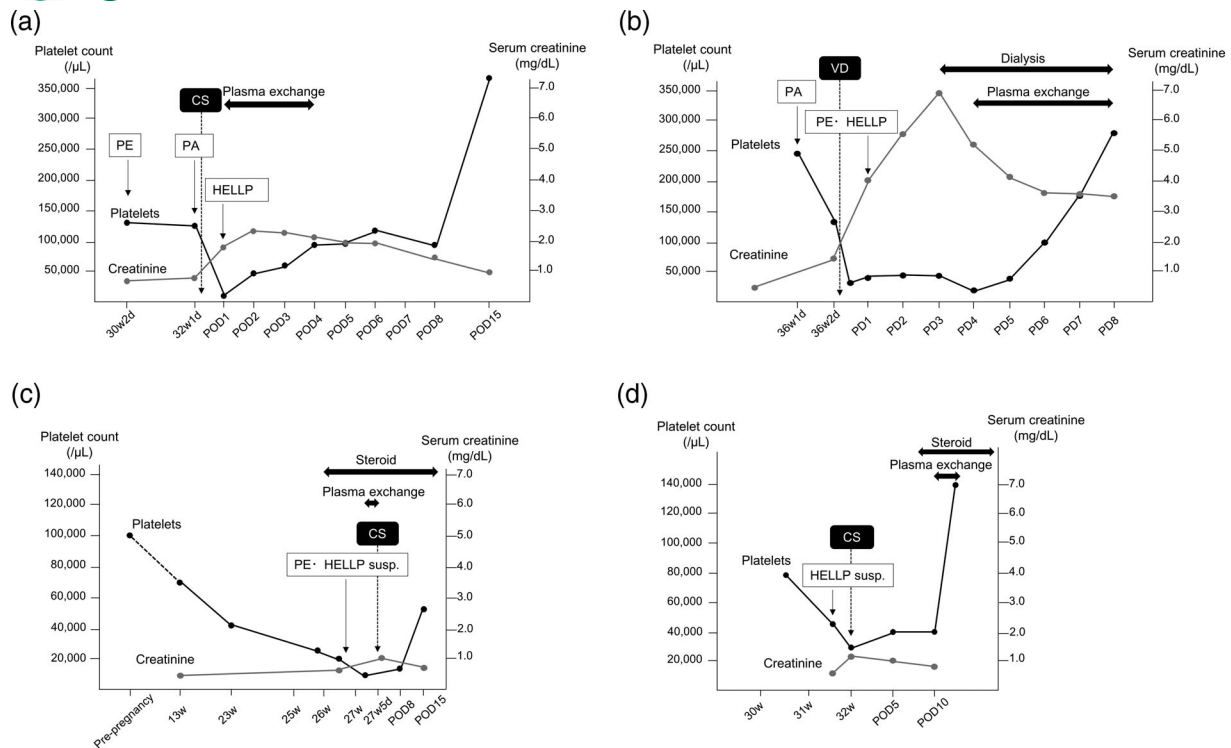 (a)
Platelet count
(/μL)
Serum creatinine
(mg/dL)
350,000
300,000
250,000
200,000
150,000
100,000
50,000
7.0
6.0
5.0
4.0
3.0
2.0
1.0
CS
Plasma exchange
PE
PA
HELLP
Platelets
Creatinine
30w2d
32w1d
POD1
POD2
POD3
POD4
POD5
POD6
POD7
POD8
POD15
(b)
Platelet count
(/μL)
Serum creatinine
(mg/dL)
350,000
300,000
250,000
200,000
150,000
100,000
50,000
7.0
6.0
5.0
4.0
3.0
2.0
1.0
VD
Dialysis
Plasma exchange
PA
PE・ HELLP
Platelets
Creatinine
36w1d
36w2d
PD1
PD2
PD3
PD4
PD5
PD6
PD7
PD8
(c)
Platelet count
(/μL)
Serum creatinine
(mg/dL)
140,000
120,000
100,000
80,000
60,000
40,000
20,000
7.0
6.0
5.0
4.0
3.0
2.0
1.0
Steroid
Plasma exchange
CS
PE・ HELLP susp.
Platelets
Creatinine
Pre-pregnancy
13w
23w
25w
26w
27w
27w5d
POD8
POD15
(d)
Platelet count
(/μL)
Serum creatinine
(mg/dL)
140,000
120,000
100,000
80,000
60,000
40,000
20,000
7.0
6.0
5.0
4.0
3.0
2.0
1.0
Steroid
Plasma exchange
CS
HELLP susp.
Platelets
Creatinine
30w
31w
32w
POD5
POD10